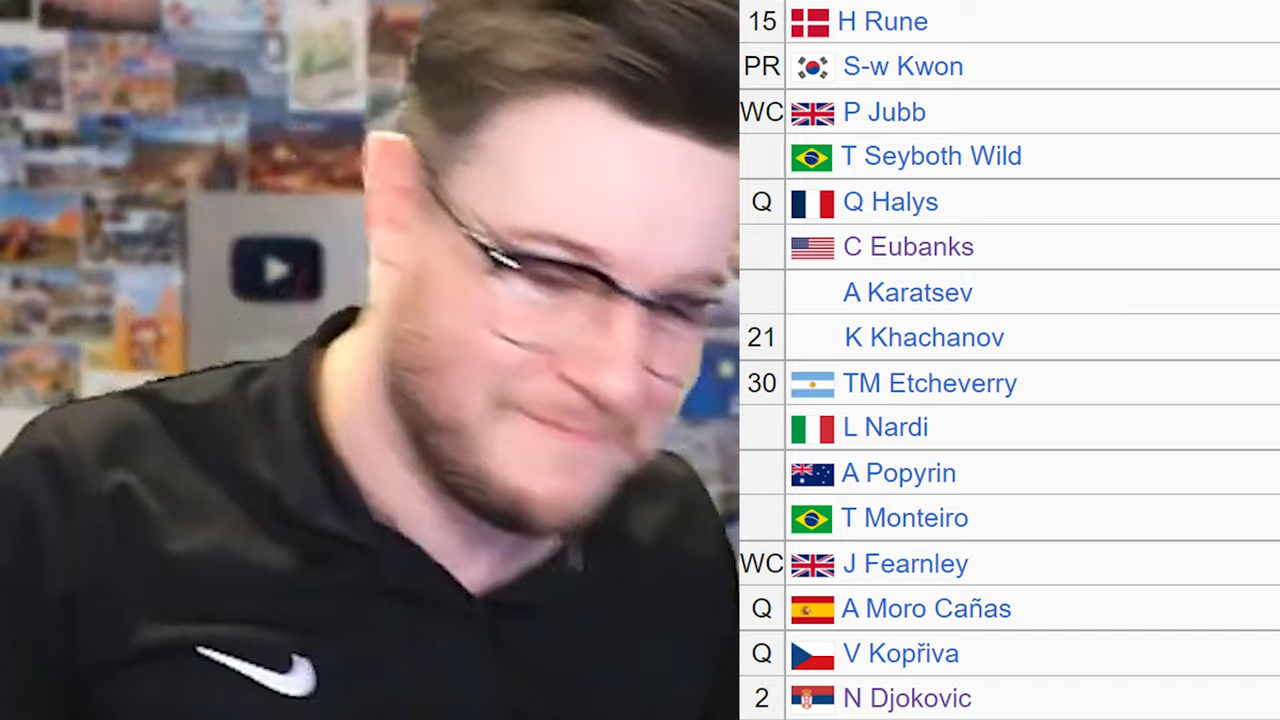 15 H Rune
PR S-w Kwon
WC P Jubb
T Seyboth Wild
Q Q Halys
C Eubanks
A Karatsev
21 K Khachanov
30 TM Etcheverry
L Nardi
A Popyrin
T Monteiro
WC J Fearnley
Q A Moro Cañas
Q V Kopřiva
2 N Djokovic